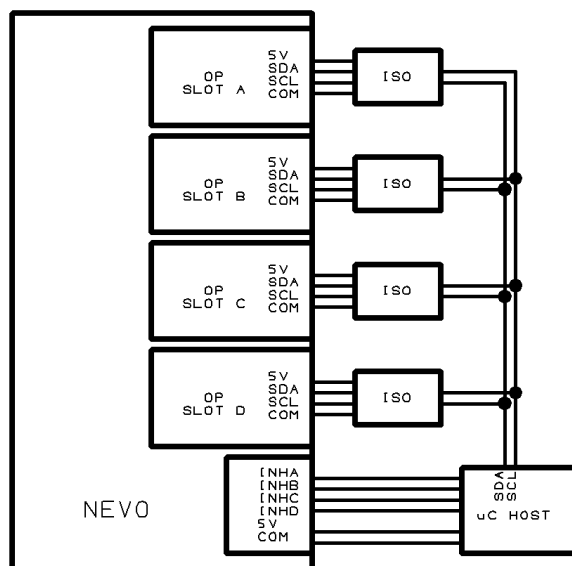 5V
SDA
SCL
COM
OP
SLOT A
ISO
5V
SDA
SCL
COM
OP
SLOT B
ISO
5V
SDA
SCL
COM
OP
SLOT C
ISO
5V
SDA
SCL
COM
OP
SLOT D
ISO
NEVO
INHA
INHB
INHC
INHD
5V
COM
SDA
SCL
uC HOST